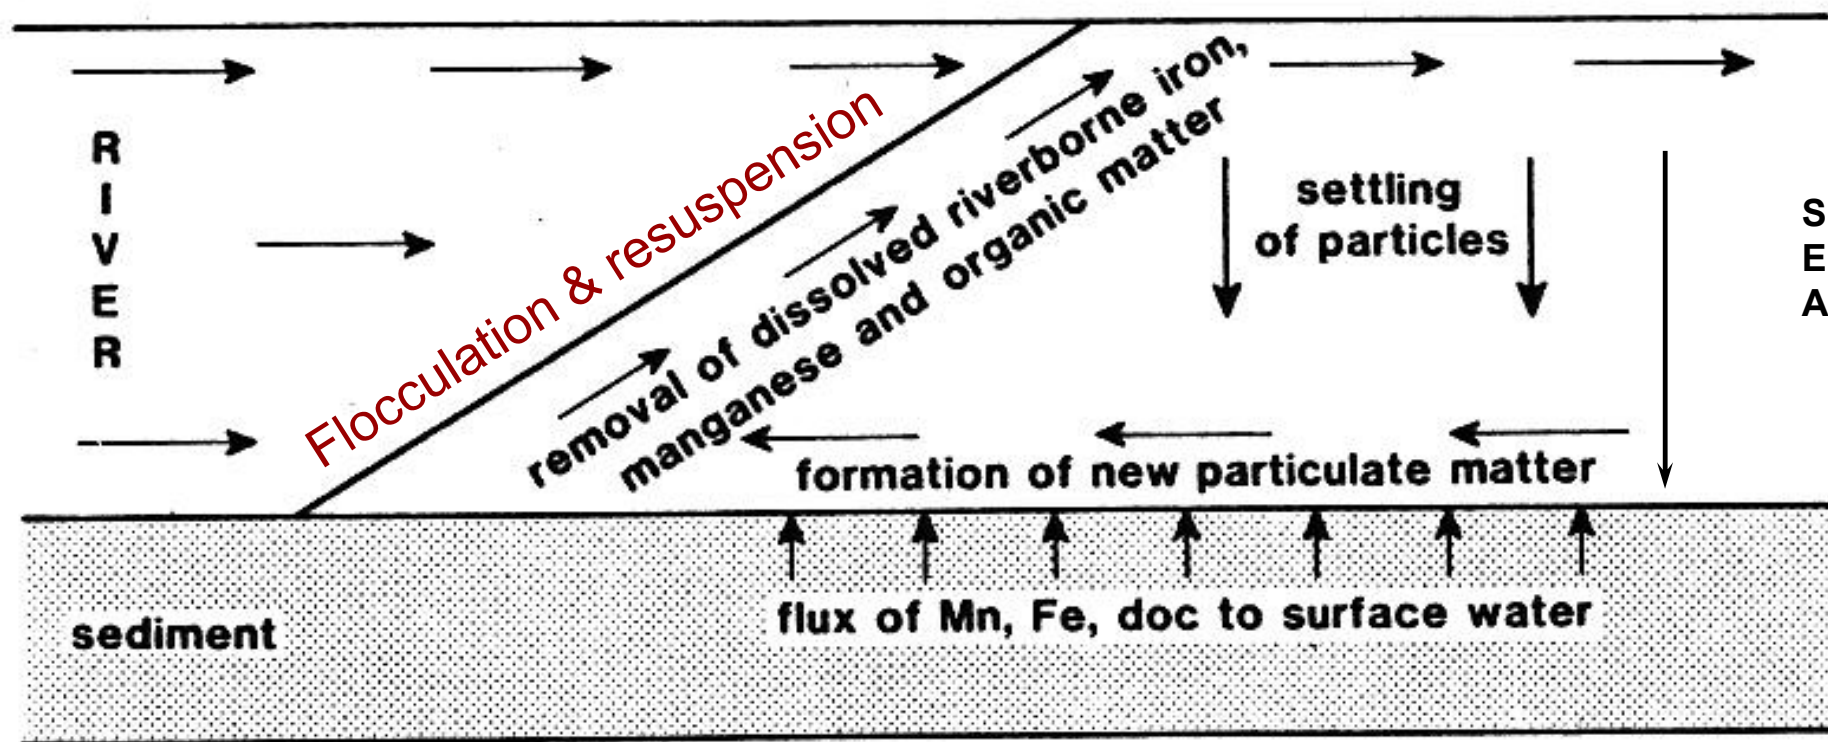 RIVER
Flocculation & resuspension
removal of dissolved riverborne iron,
manganese and organic matter
settling
of particles
SEA
formation of new particulate matter
flux of Mn, Fe, doc to surface water
sediment